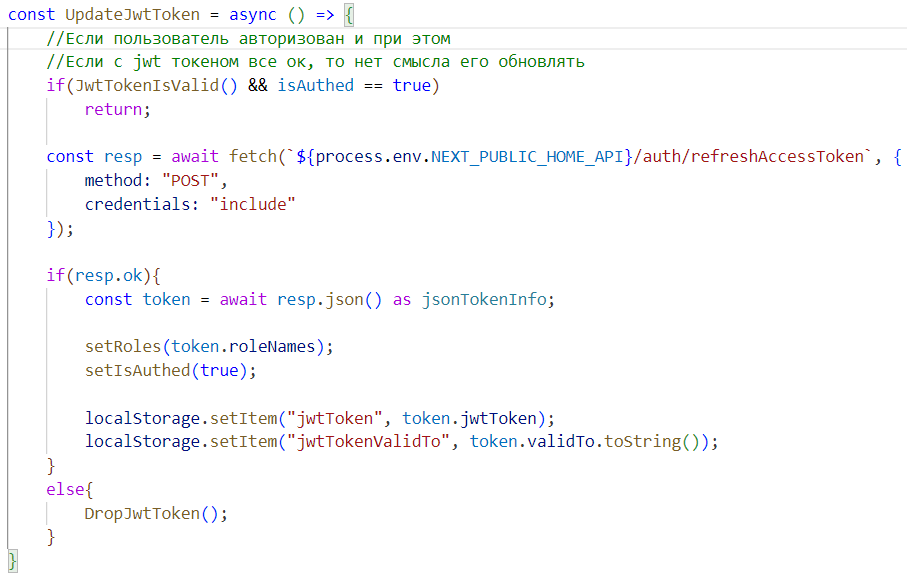 const UpdateJwtToken = async () => {
//Если пользователь авторизован и при этом
//Если с jwt токеном все ок, то нет смысла его обновлять
if(JwtTokenIsValid() && isAuthed == true)
return;
const resp = await fetch(`${process.env.NEXT_PUBLIC_HOME_API}/auth/refreshAccessToken`, {
method: "POST",
credentials: "include"
});
if(resp.ok){
const token = await resp.json() as jsonTokenInfo;
setRoles(token.roleNames);
setIsAuthed(true);
localStorage.setItem("jwtToken", token.jwtToken);
localStorage.setItem("jwtTokenValidTo", token.validTo.toString());
}
else{
DropJwtToken();
}
}